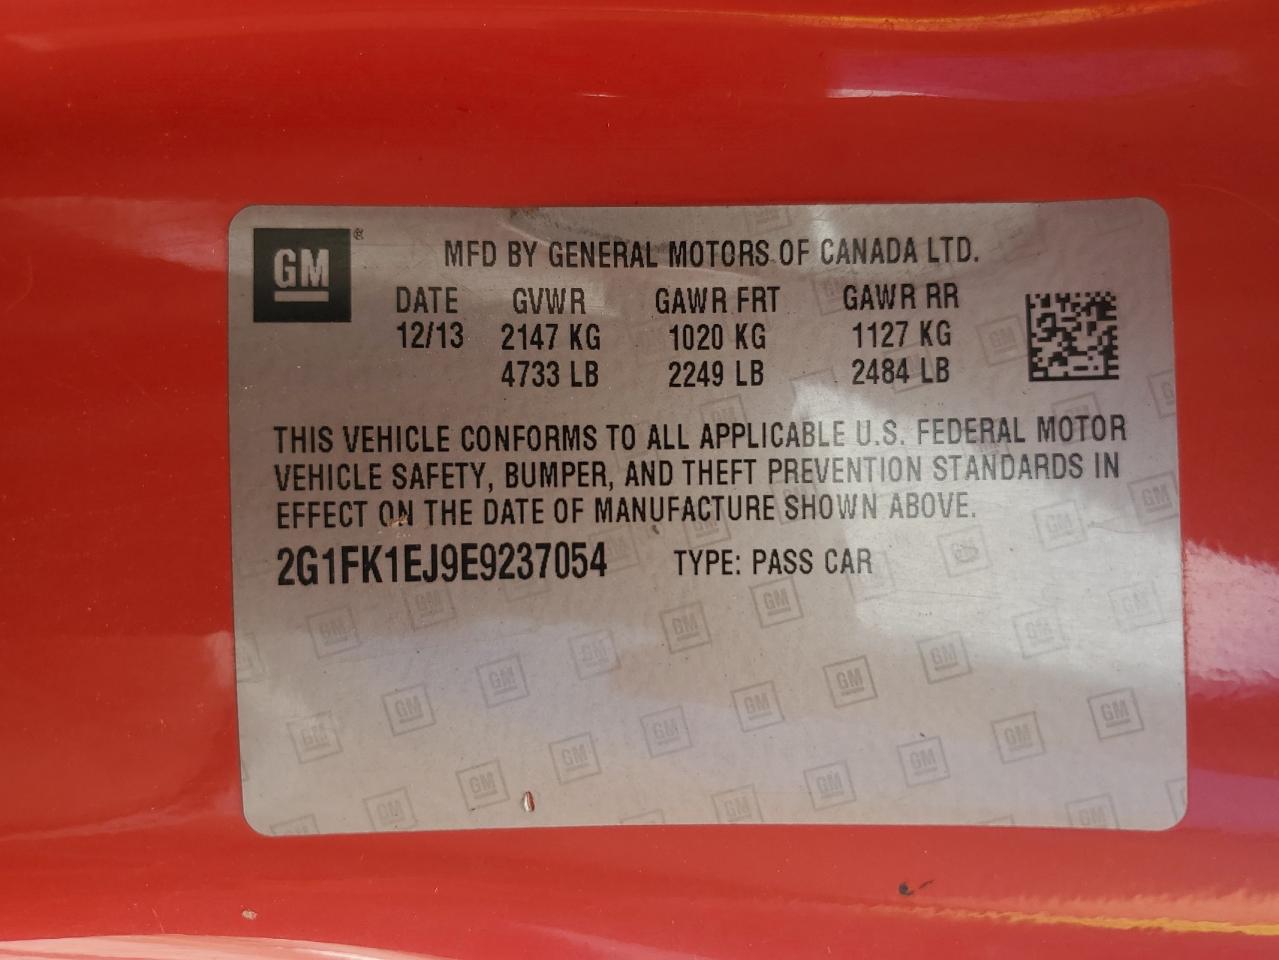 GM ®
MFD BY GENERAL MOTORS OF CANADA LTD.
DATE GVWR GAWR FRT GAWR RR
12/13 2147 KG 1020 KG 1127 KG
4733 LB 2249 LB 2484 LB
THIS VEHICLE CONFORMS TO ALL APPLICABLE U.S. FEDERAL MOTOR
VEHICLE SAFETY, BUMPER, AND THEFT PREVENTION STANDARDS IN
EFFECT ON THE DATE OF MANUFACTURE SHOWN ABOVE.
2G1FK1EJ9E9237054 TYPE: PASS CAR